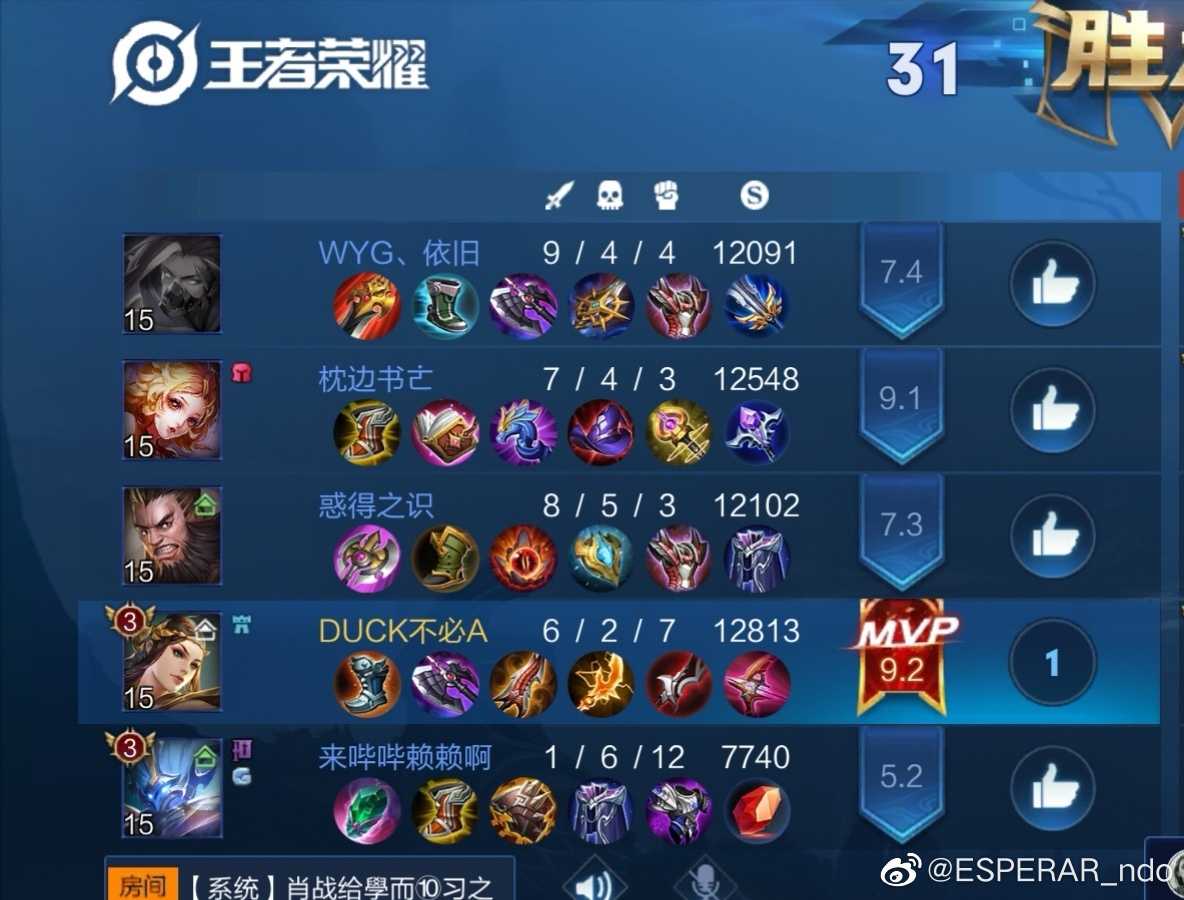 王者荣耀
31
胜
WYG、依旧 9 / 4 / 4 12091 7.4
15
枕边书亡 7 / 4 / 3 12548 9.1
15
惑得之识 8 / 5 / 3 12102 7.3
15
3 DUCK不必A 6 / 2 / 7 12813 MVP 9.2 1
15
3 来哔哔赖赖啊 1 / 6 / 12 7740 5.2
15
房间 【系统】肖战给學而⑩习之
@ESPERAR_ndo